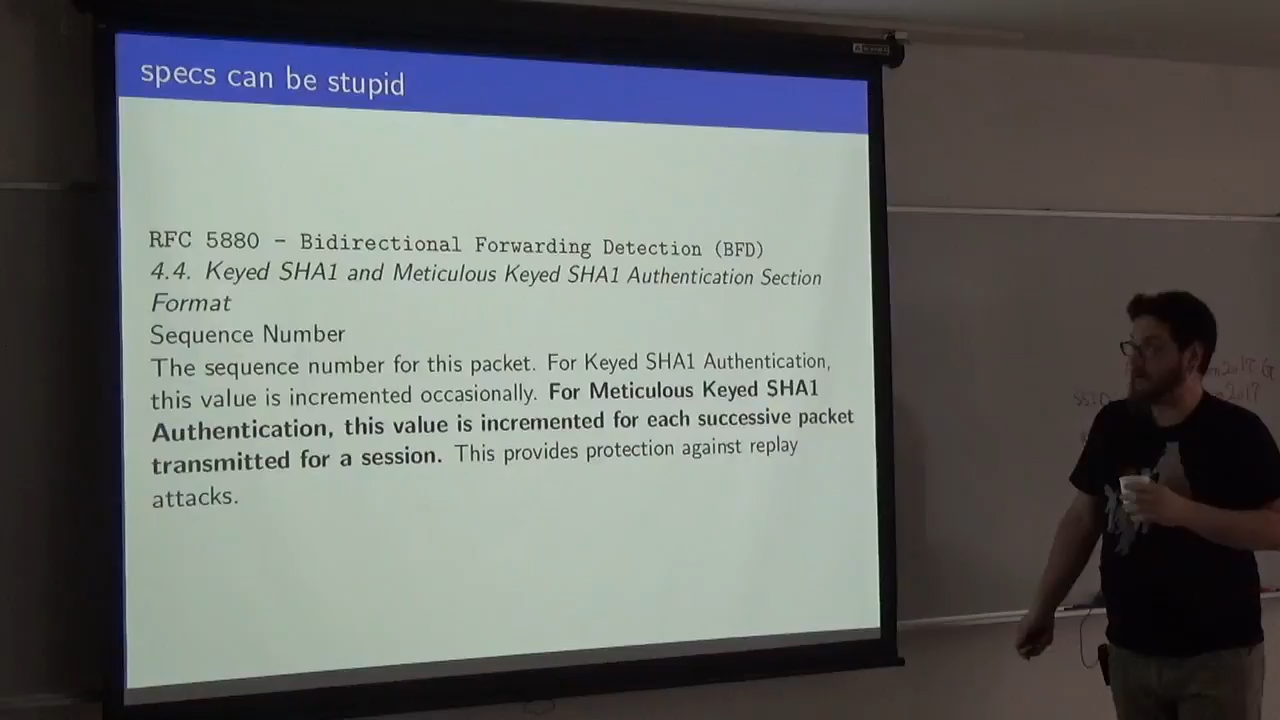 specs can be stupid
RFC 5880 - Bidirectional Forwarding Detection (BFD)
4.4. Keyed SHA1 and Meticulous Keyed SHA1 Authentication Section
Format
Sequence Number
The sequence number for this packet. For Keyed SHA1 Authentication,
this value is incremented occasionally. For Meticulous Keyed SHA1
Authentication, this value is incremented for each successive packet
transmitted for a session. This provides protection against replay
attacks.
SSID